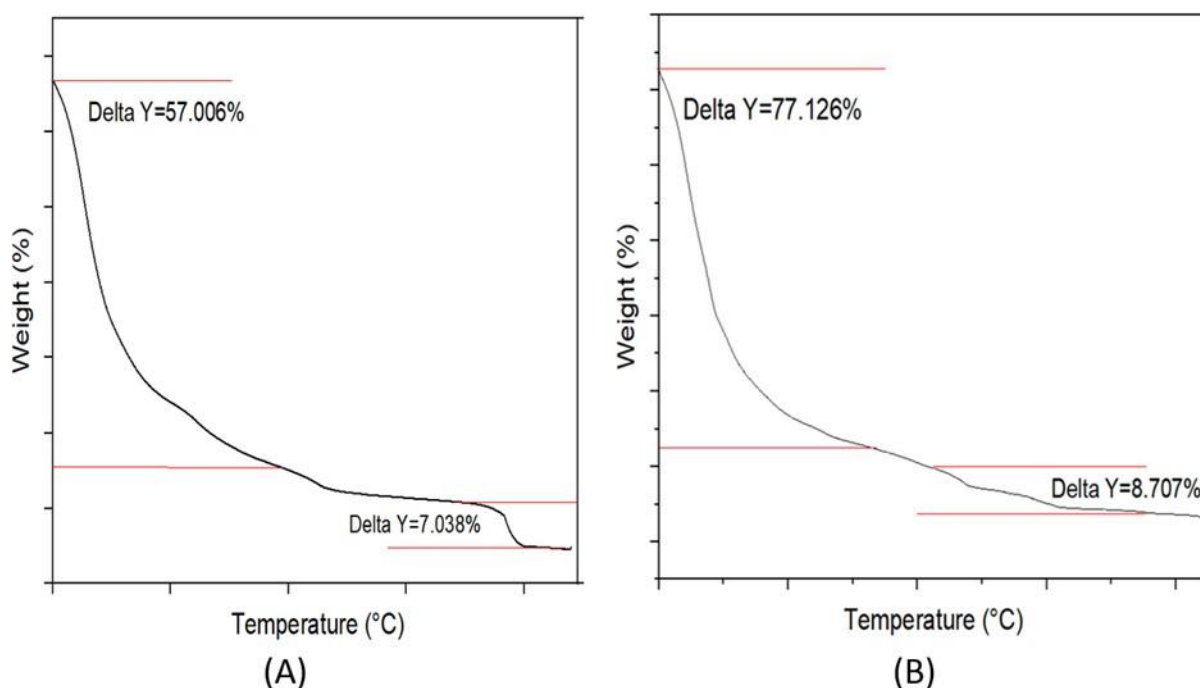 Delta Y=57.006%
Weight (%)
Delta Y=7.038%
Temperature (°C)
(A)
Delta Y=77.126%
Weight (%)
Delta Y=8.707%
Temperature (°C)
(B)